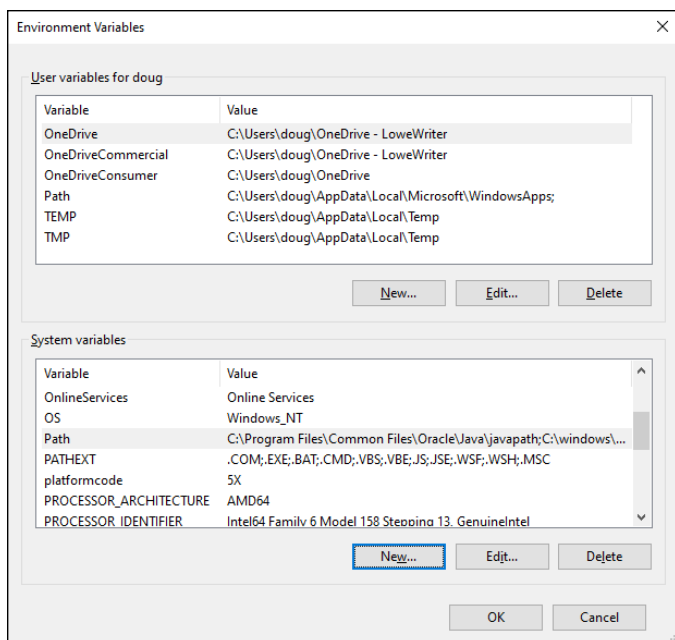 Environment Variables
User variables for doug
Variable Value
OneDrive C:\Users\doug\OneDrive - LoweWriter
OneDriveCommercial C:\Users\doug\OneDrive - LoweWriter
OneDriveConsumer C:\Users\doug\OneDrive
Path C:\Users\doug\AppData\Local\Microsoft\WindowsApps;
TEMP C:\Users\doug\AppData\Local\Temp
TMP C:\Users\doug\AppData\Local\Temp
New... Edit... Delete
System variables
Variable Value
OnlineServices Online Services
OS Windows_NT
Path C:\Program Files\Common Files\Oracle\Java\javapath;C:\windows\...
PATHEXT .COM;.EXE;.BAT;.CMD;.VBS;.VBE;.JS;.JSE;.WSF;.WSH;.MSC
platformcode 5X
PROCESSOR_ARCHITECTURE AMD64
PROCESSOR_IDENTIFIER Intel64 Family 6 Model 158 Stepping 13, GenuineIntel
New... Edit... Delete
OK Cancel